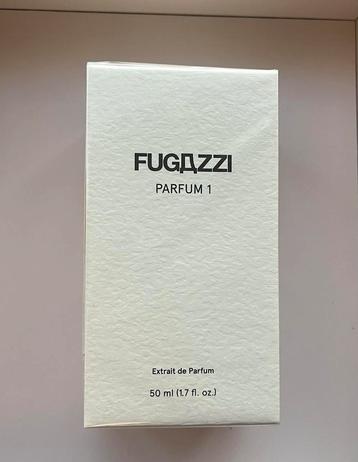 FUGAZZI
PARFUM 1
Extrait de Parfum
50 ml (1.7 fl. oz.)